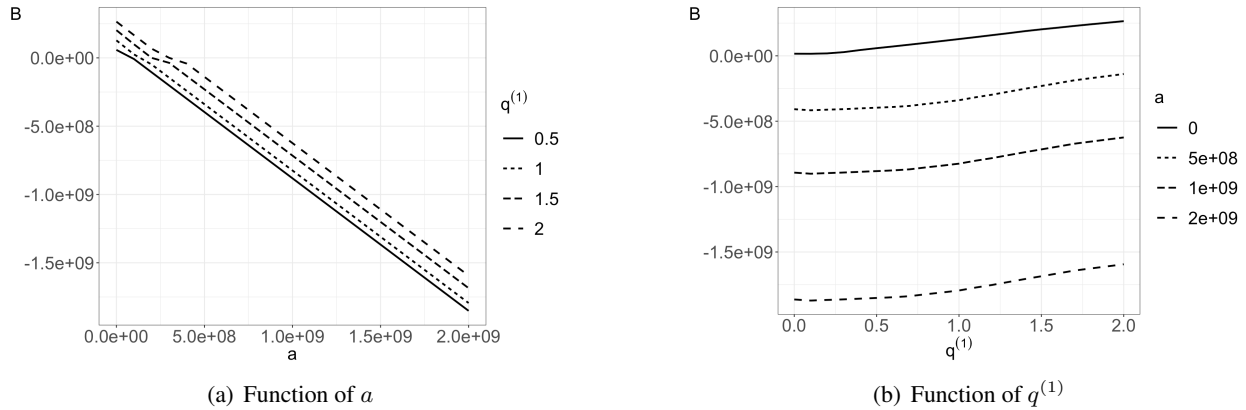 B
0.0e+00
-5.0e+08
-1.0e+09
-1.5e+09
0.0e+00 5.0e+08 1.0e+09 1.5e+09 2.0e+09
a
q(1)
0.5
1
1.5
2
(a) Function of a
B
0.0e+00
-5.0e+08
-1.0e+09
-1.5e+09
0.0 0.5 1.0 1.5 2.0
q(1)
a
0
5e+08
1e+09
2e+09
(b) Function of q(1)